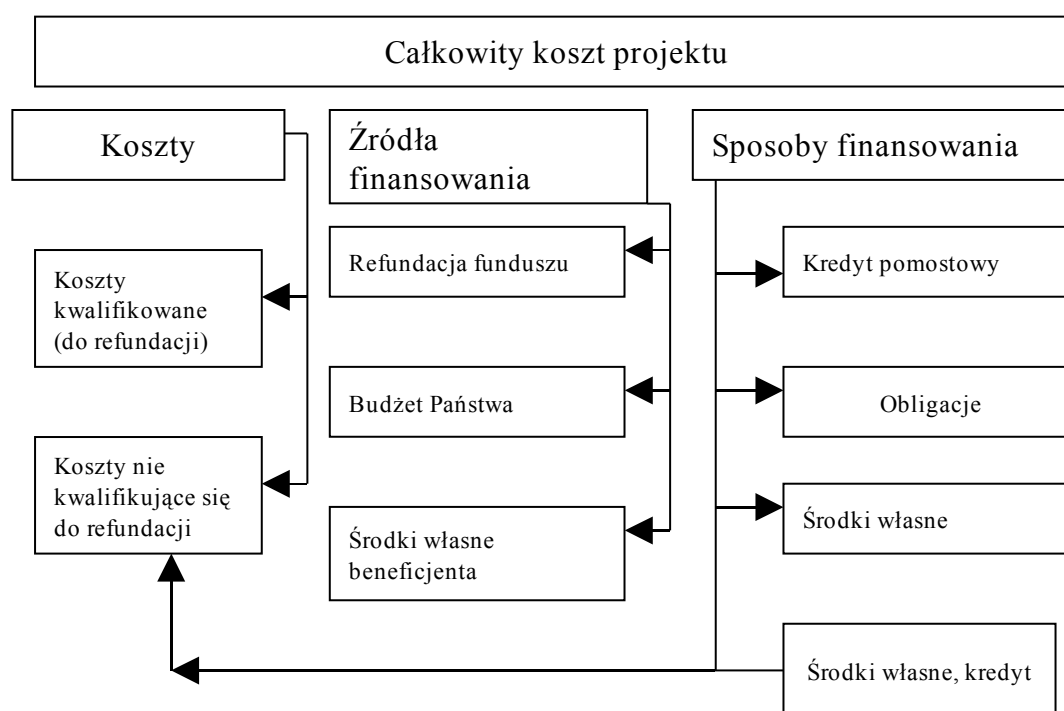 Całkowity koszt projektu
Koszty
Źródła
finansowania
Sposoby finansowania
Koszty
kwalifikowane
(do refundacji)
Koszty nie
kwalifikujące się
do refundacji
Refundacja funduszu
Budżet Państwa
Środki własne
beneficjenta
Kredyt pomostowy
Obligacje
Środki własne
Środki własne, kredyt